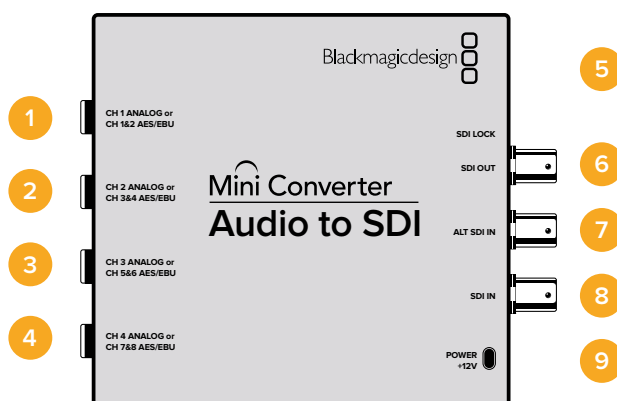 Blackmagicdesign
1
CH 1 ANALOG or
CH 1&2 AES/EBU
2
CH 2 ANALOG or
CH 3&4 AES/EBU
3
CH 3 ANALOG or
CH 5&6 AES/EBU
4
CH 4 ANALOG or
CH 7&8 AES/EBU
Mini Converter
Audio to SDI
5
SDI LOCK
SDI OUT
6
ALT SDI IN
7
SDI IN
8
POWER
+12V
9